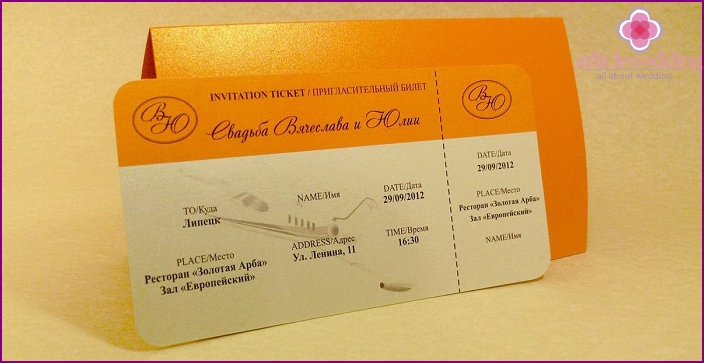 all about wedding
INVITATION TICKET / ПРИГЛАСИТЕЛЬНЫЙ БИЛЕТ
ВЮ
Свадьба Вячеслава и Юлии
TO/Куда
Липецк
NAME/Имя
DATE/Дата
29/09/2012
PLACE/Место
Ресторан «Золотая Арба»
Зал «Европейский»
ADDRESS/Адрес
Ул. Ленина, 11
TIME/Время
16:30
ВЮ
DATE/Дата
29/09/2012
PLACE/Место
Ресторан «Золотая Арба»
Зал «Европейский»
NAME/Имя